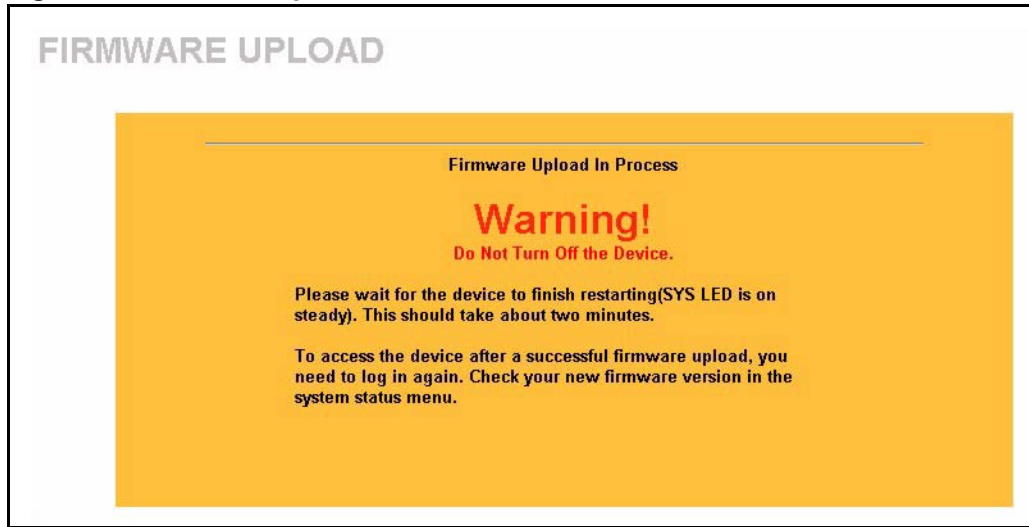 FIRMWARE UPLOAD
Firmware Upload In Process
Warning!
Do Not Turn Off the Device.
Please wait for the device to finish restarting(SYS LED is on
steady). This should take about two minutes.
To access the device after a successful firmware upload, you
need to log in again. Check your new firmware version in the
system status menu.